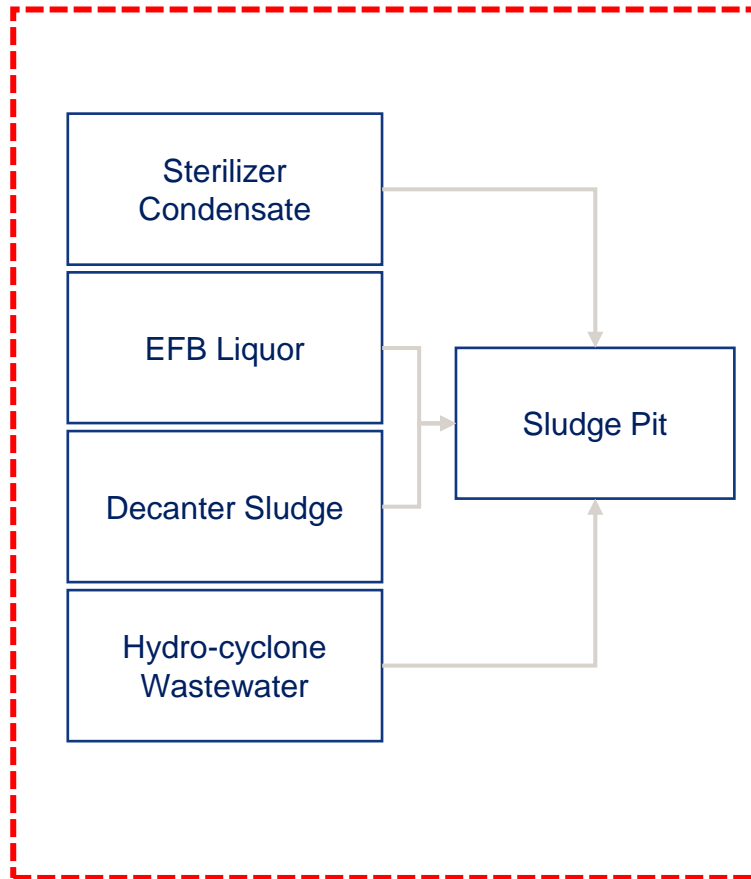 Sterilizer
Condensate
EFB Liquor
Sludge Pit
Decanter Sludge
Hydro-cyclone
Wastewater